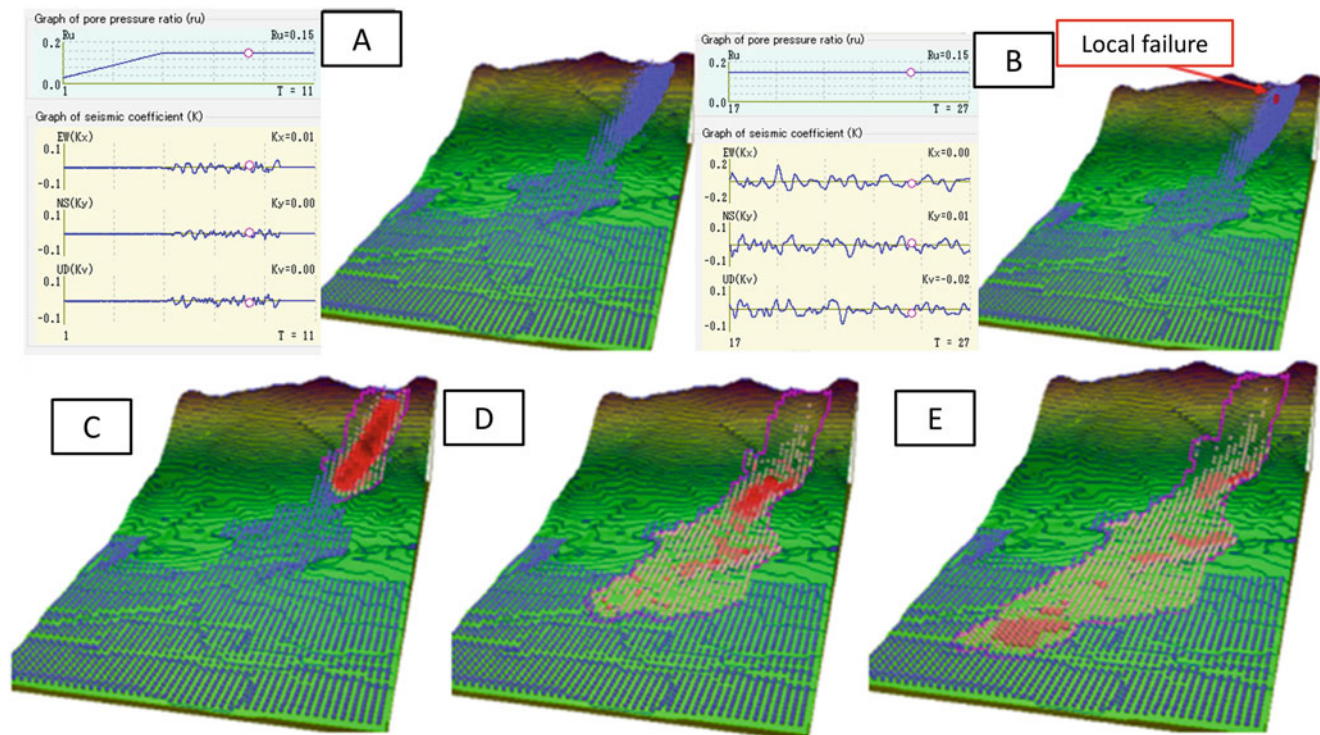 Graph of pore pressure ratio (ru)
Ru
Ru=0.15
0.2
0.0
1
T = 11
Graph of seismic coefficient (K)
EW(Kx)
Kx=0.01
0.1
-0.1
NS(Ky)
Ky=0.00
0.1
-0.1
UD(Kv)
Kv=0.00
0.1
-0.1
1
T = 11
A
Graph of pore pressure ratio (ru)
Ru
Ru=0.15
0.2
0.0
17
T = 27
Graph of seismic coefficient (K)
EW(Kx)
Kx=0.00
0.2
-0.2
NS(Ky)
Ky=0.01
0.1
-0.1
UD(Kv)
Kv=-0.02
0.1
-0.1
17
T = 27
B
Local failure
C
D
E